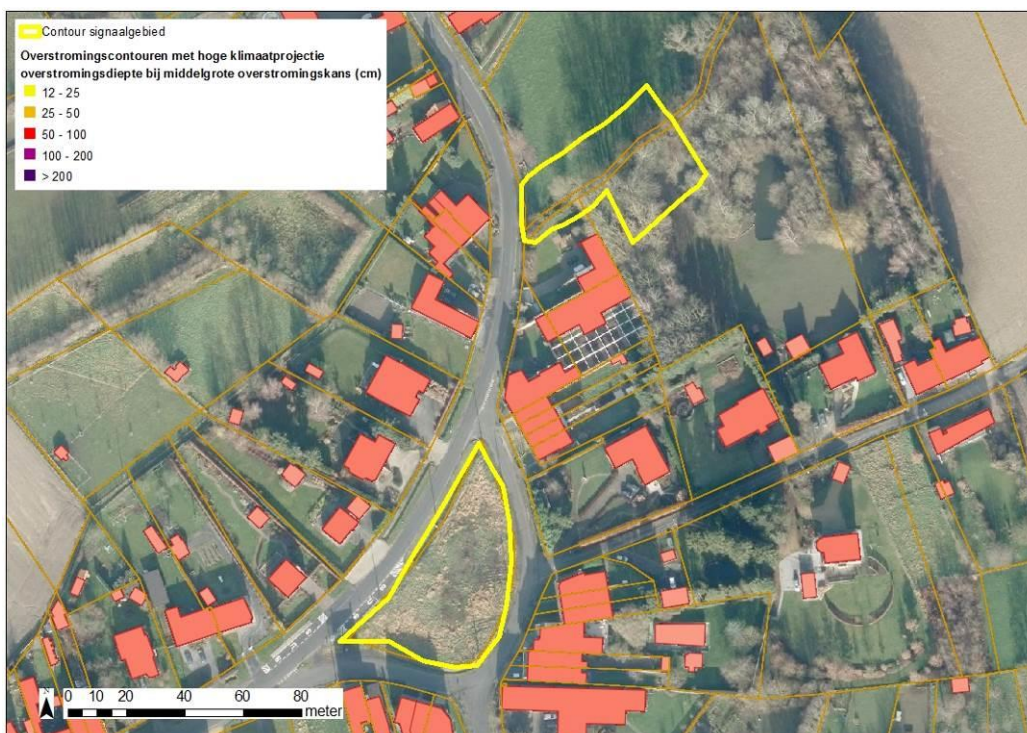 Contour signaalgebied
Overstromingscontouren met hoge klimaatprojectie
overstromingsdiepte bij middelgrote overstromingskans (cm)
12 - 25
25 - 50
50 - 100
100 - 200
> 200
N
0 10 20 40 60 80
meter